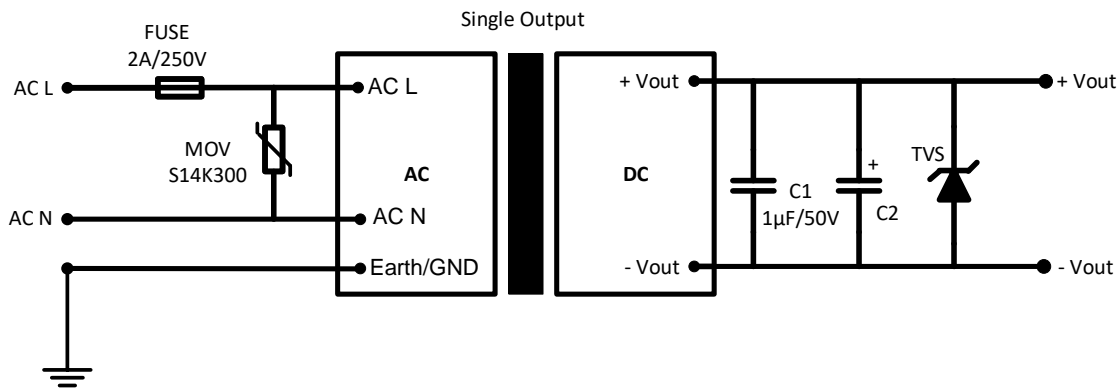 Single Output
FUSE
2A/250V
AC L
AC L
MOV
S14K300
AC
AC N
AC N
Earth/GND
+ Vout
+ Vout
DC
C1
1µF/50V
+
C2
TVS
- Vout
- Vout